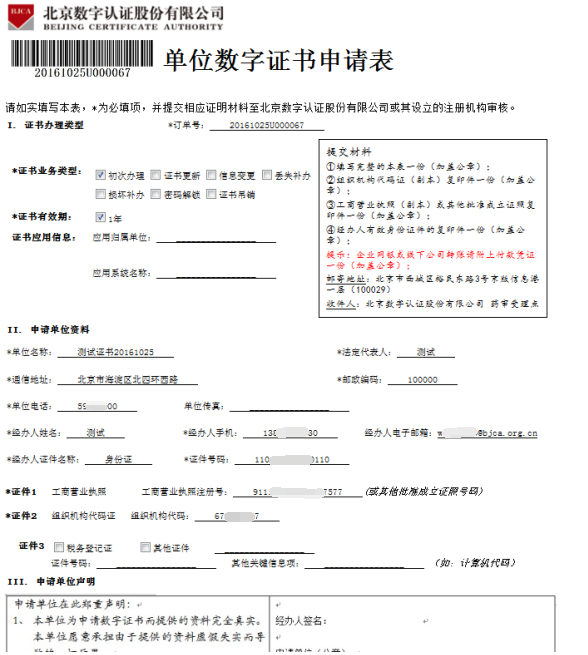 BJCA 北京数字认证股份有限公司
BEIJING CERTIFICATE AUTHORITY
20161025U000067
单位数字证书申请表
请如实填写本表，*为必填项，并提交相应证明材料至北京数字认证股份有限公司或其设立的注册机构审核。
I. 证书办理类型 *订单号： 20161025U000067
*证书业务类型： 初次办理 证书更新 信息变更 丢失补办
损坏补办 密码解锁 证书吊销
*证书有效期： 1年
证书应用信息： 应用归属单位：
应用系统名称：
提交材料
①填写完整的本表一份（加盖公章）；
②组织机构代码证（副本）复印件一份（加盖公
章）；
③工商营业执照（副本）或其他批准成立证照复
印件一份（加盖公章）；
④经办人有效身份证件的复印件一份（加盖公
章）；
提示：企业网银或线下公司转账请附上付款凭证
一份（加盖公章）；
邮寄地址：北京市西城区裕民东路3号京版信息港
一层（100029）
收件人：北京数字认证股份有限公司 药审受理点
II. 申请单位资料
*单位名称： 测试证书20161025 *法定代表人： 测试
*通信地址： 北京市海淀区北四环西路 *邮政编码： 100000
*单位电话： 59 00 单位传真：
*经办人姓名： 测试 *经办人手机： 138 30 经办人电子邮箱： w @bjca.org.cn
*经办人证件名称： 身份证 *证件号码： 110 0110
*证件1 工商营业执照 工商营业执照注册号： 911 7577 (或其他批准成立证照号码)
*证件2 组织机构代码证 组织机构代码： 67 7
证件3 税务登记证 其他证件
证件号码： 其他关键信息项： （如：计算机代码）
III. 申请单位声明
申请单位在此郑重声明：
1、 本单位为申请数字证书而提供的资料完全真实。
本单位愿意承担由于提供的资料虚假失实而导
经办人签名：
申请单位（公章）